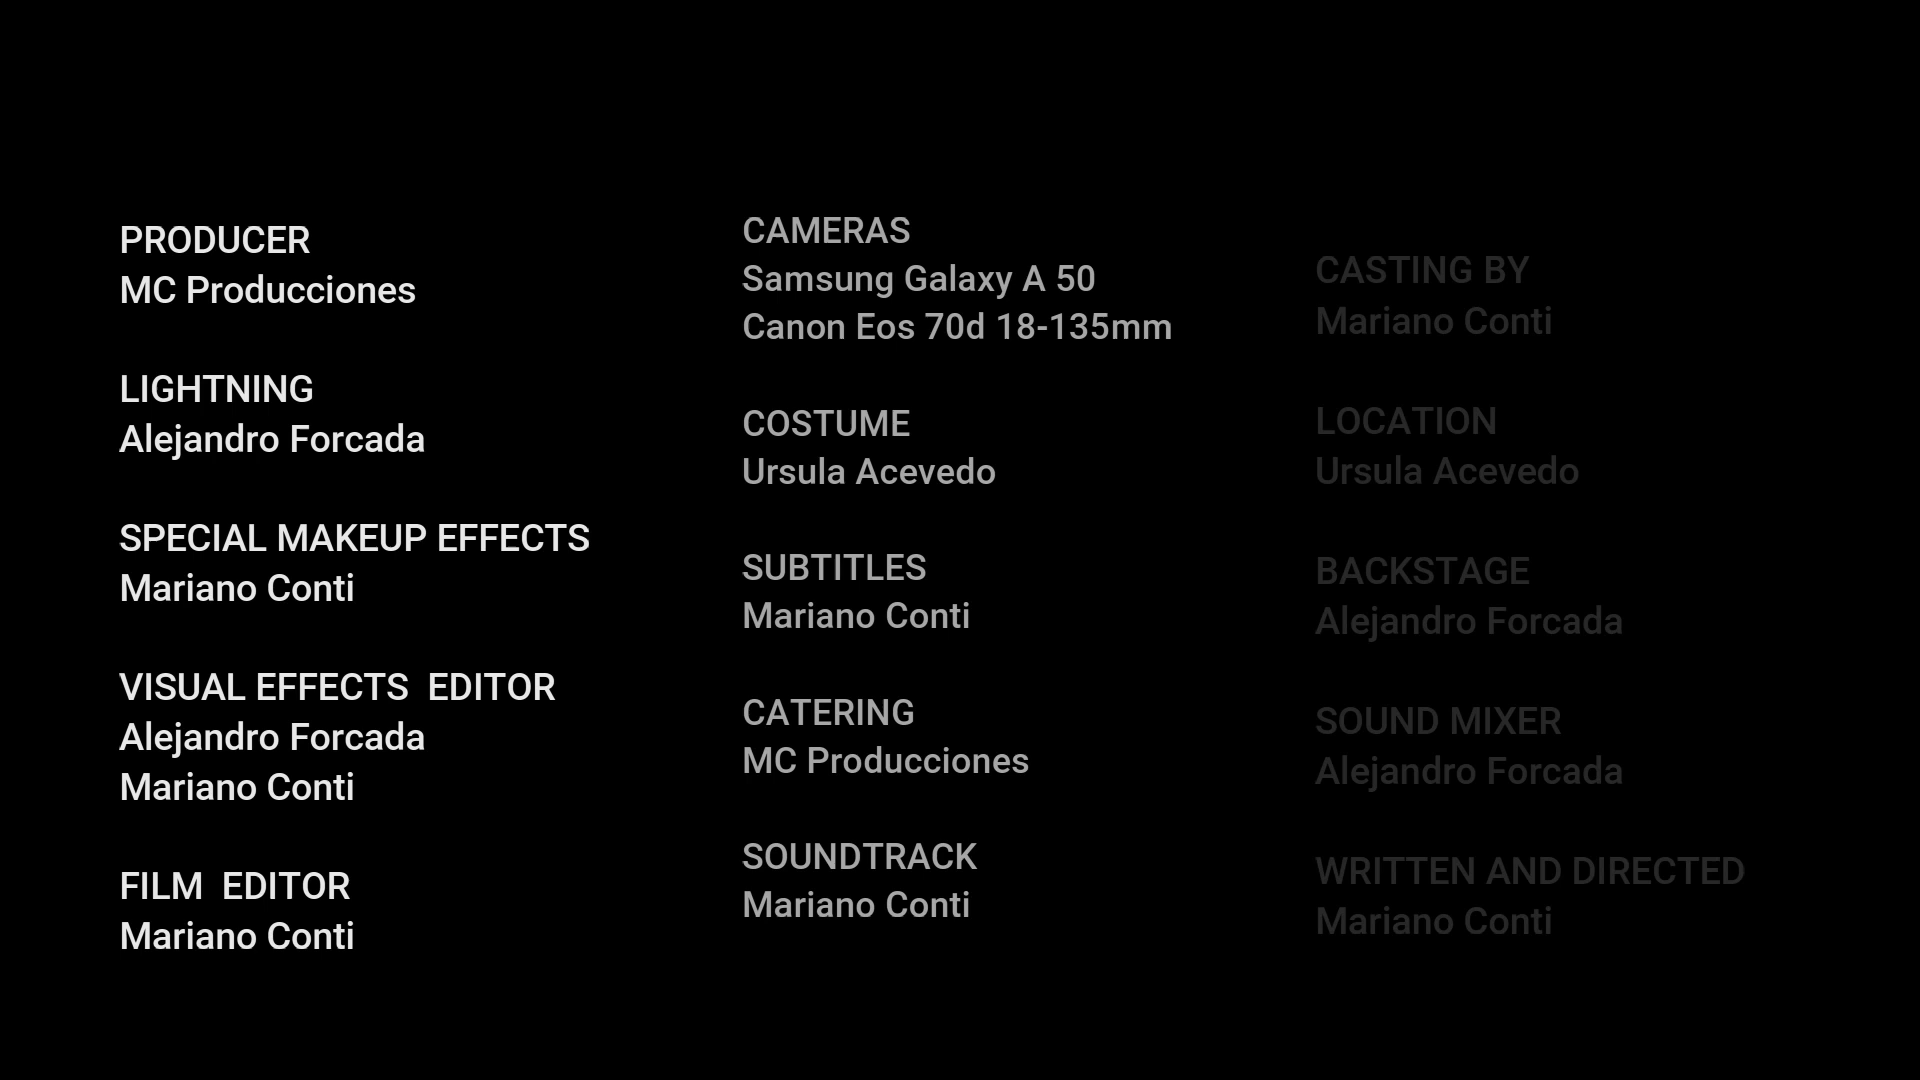 PRODUCER
MC Producciones
LIGHTNING
Alejandro Forcada
SPECIAL MAKEUP EFFECTS
Mariano Conti
VISUAL EFFECTS  EDITOR
Alejandro Forcada
Mariano Conti
FILM  EDITOR
Mariano Conti
CAMERAS
Samsung Galaxy A 50
Canon Eos 70d 18-135mm
COSTUME
Ursula Acevedo
SUBTITLES
Mariano Conti
CATERING
MC Producciones
SOUNDTRACK
Mariano Conti
CASTING BY
Mariano Conti
LOCATION
Ursula Acevedo
BACKSTAGE
Alejandro Forcada
SOUND MIXER
Alejandro Forcada
WRITTEN AND DIRECTED
Mariano Conti